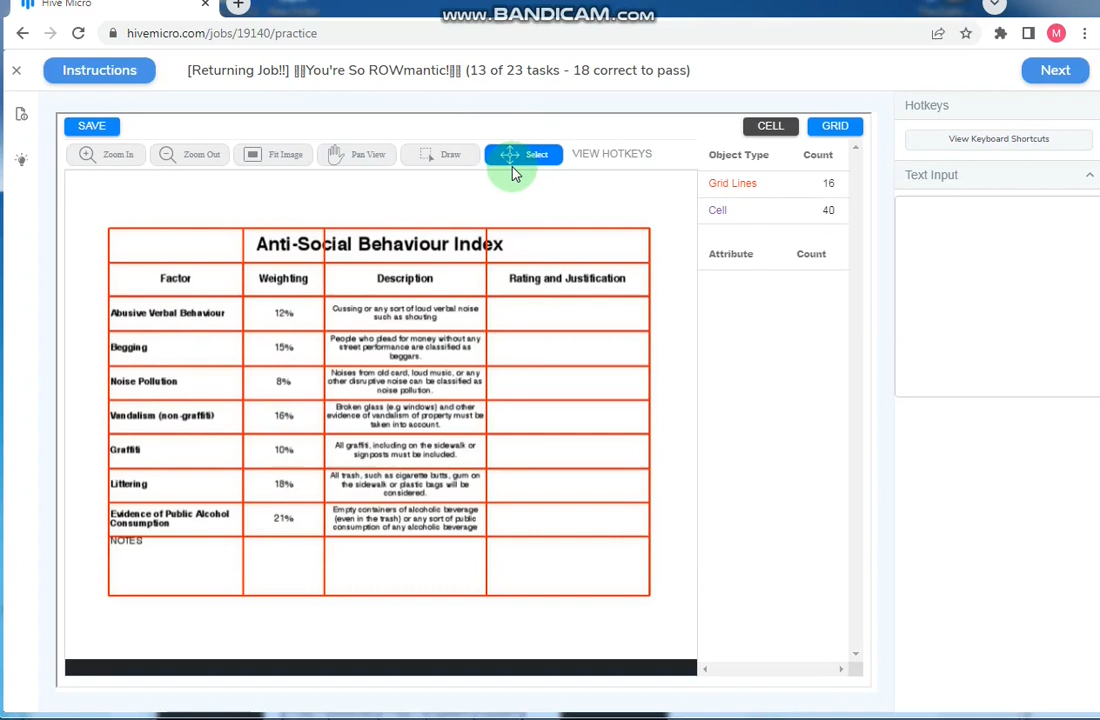 Hive Micro
www.BANDICAM.com
hivemicro.com/jobs/19140/practice
M
Instructions
[Returning Job!!] ▯▯You're So ROWmantic!▯▯ (13 of 23 tasks - 18 correct to pass)
Next
SAVE
CELL
GRID
Zoom In
Zoom Out
Fit Image
Pan View
Draw
Select
VIEW HOTKEYS
Object Type Count
Grid Lines 16
Cell 40
Attribute Count
Hotkeys
View Keyboard Shortcuts
Text Input
Anti-Social Behaviour Index
Factor Weighting Description Rating and Justification
Abusive Verbal Behaviour 12% Cussing or any sort of loud verbal noise
such as shouting
Begging 15% People who plead for money without any
street performance are classified as
beggars.
Noise Pollution 8% Noises from old card, loud music, or any
other disruptive noise can be classified as
noise pollution.
Vandalism (non-graffiti) 16% Broken glass (e.g windows) and other
evidence of vandalism of property must be
taken into account.
Graffiti 10% All graffiti, including on the sidewalk or
signposts must be included.
Littering 18% All trash, such as cigarette butts, gum on
the sidewalk or plastic bags will be
considered.
Evidence of Public Alcohol
Consumption 21% Empty containers of alcoholic beverage
(even in the trash) or any sort of public
consumption of any alcoholic beverage
NOTES